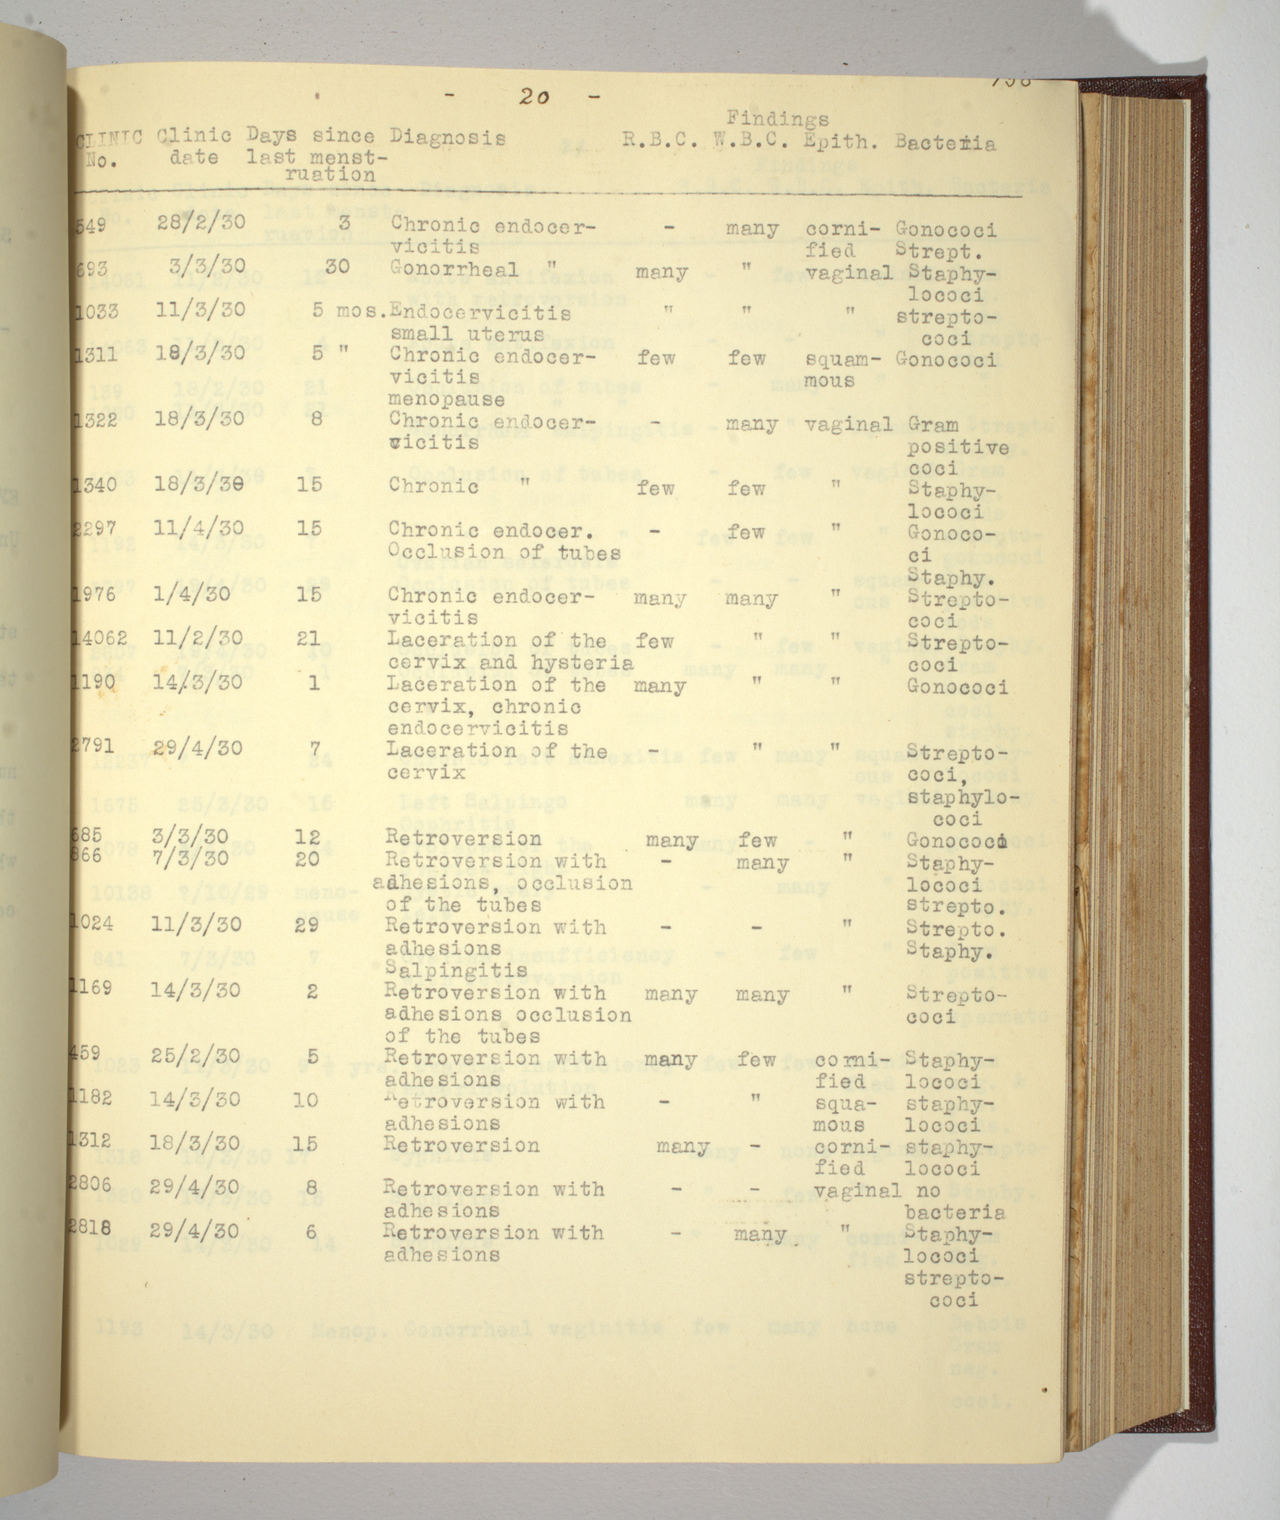 - 20 -
Findings
CLINIC Clinic Days since Diagnosis R.B.C. W.B.C. Epith. Bacteria
No. date last menst-
ruation
549 28/2/30 3 Chronic endocer- - many corni- Gonococi
vicitis fied Strept.
693 3/3/30 30 Gonorrheal " many " vaginal Staphy-
lococi
1033 11/3/30 5 mos. Endocervicitis " " " strepto-
small uterus coci
1311 18/3/30 5 " Chronic endocer- few few squam- Gonococi
vicitis mous
menopause
1322 18/3/30 8 Chronic endocer- - many vaginal Gram
vicitis positive
coci
1340 18/3/30 15 Chronic " few few " Staphy-
lococi
2297 11/4/30 15 Chronic endocer. - few " Gonoco-
Occlusion of tubes ci
Staphy.
1976 1/4/30 15 Chronic endocer- many many " Strepto-
vicitis coci
14062 11/2/30 21 Laceration of the few " " Strepto-
cervix and hysteria coci
1190 14/3/30 1 Laceration of the many " " Gonococi
cervix, chronic
endocervicitis
2791 29/4/30 7 Laceration of the - " " Strepto-
cervix coci,
staphylo-
coci
685 3/3/30 12 Retroversion many few " Gonococi
866 7/3/30 20 Retroversion with - many " Staphy-
adhesions, occlusion lococi
of the tubes strepto.
1024 11/3/30 29 Retroversion with - - " Strepto.
adhesions Staphy.
Salpingitis
1169 14/3/30 2 Retroversion with many many " Strepto-
adhesions occlusion coci
of the tubes
459 25/2/30 5 Retroversion with many few corni- Staphy-
adhesions fied lococi
1182 14/3/30 10 Retroversion with - " squa- staphy-
adhesions mous lococi
1312 18/3/30 15 Retroversion many - corni- staphy-
fied lococi
2806 29/4/30 8 Retroversion with - - vaginal no
adhesions bacteria
2818 29/4/30 6 Retroversion with - many " Staphy-
adhesions lococi
strepto-
coci